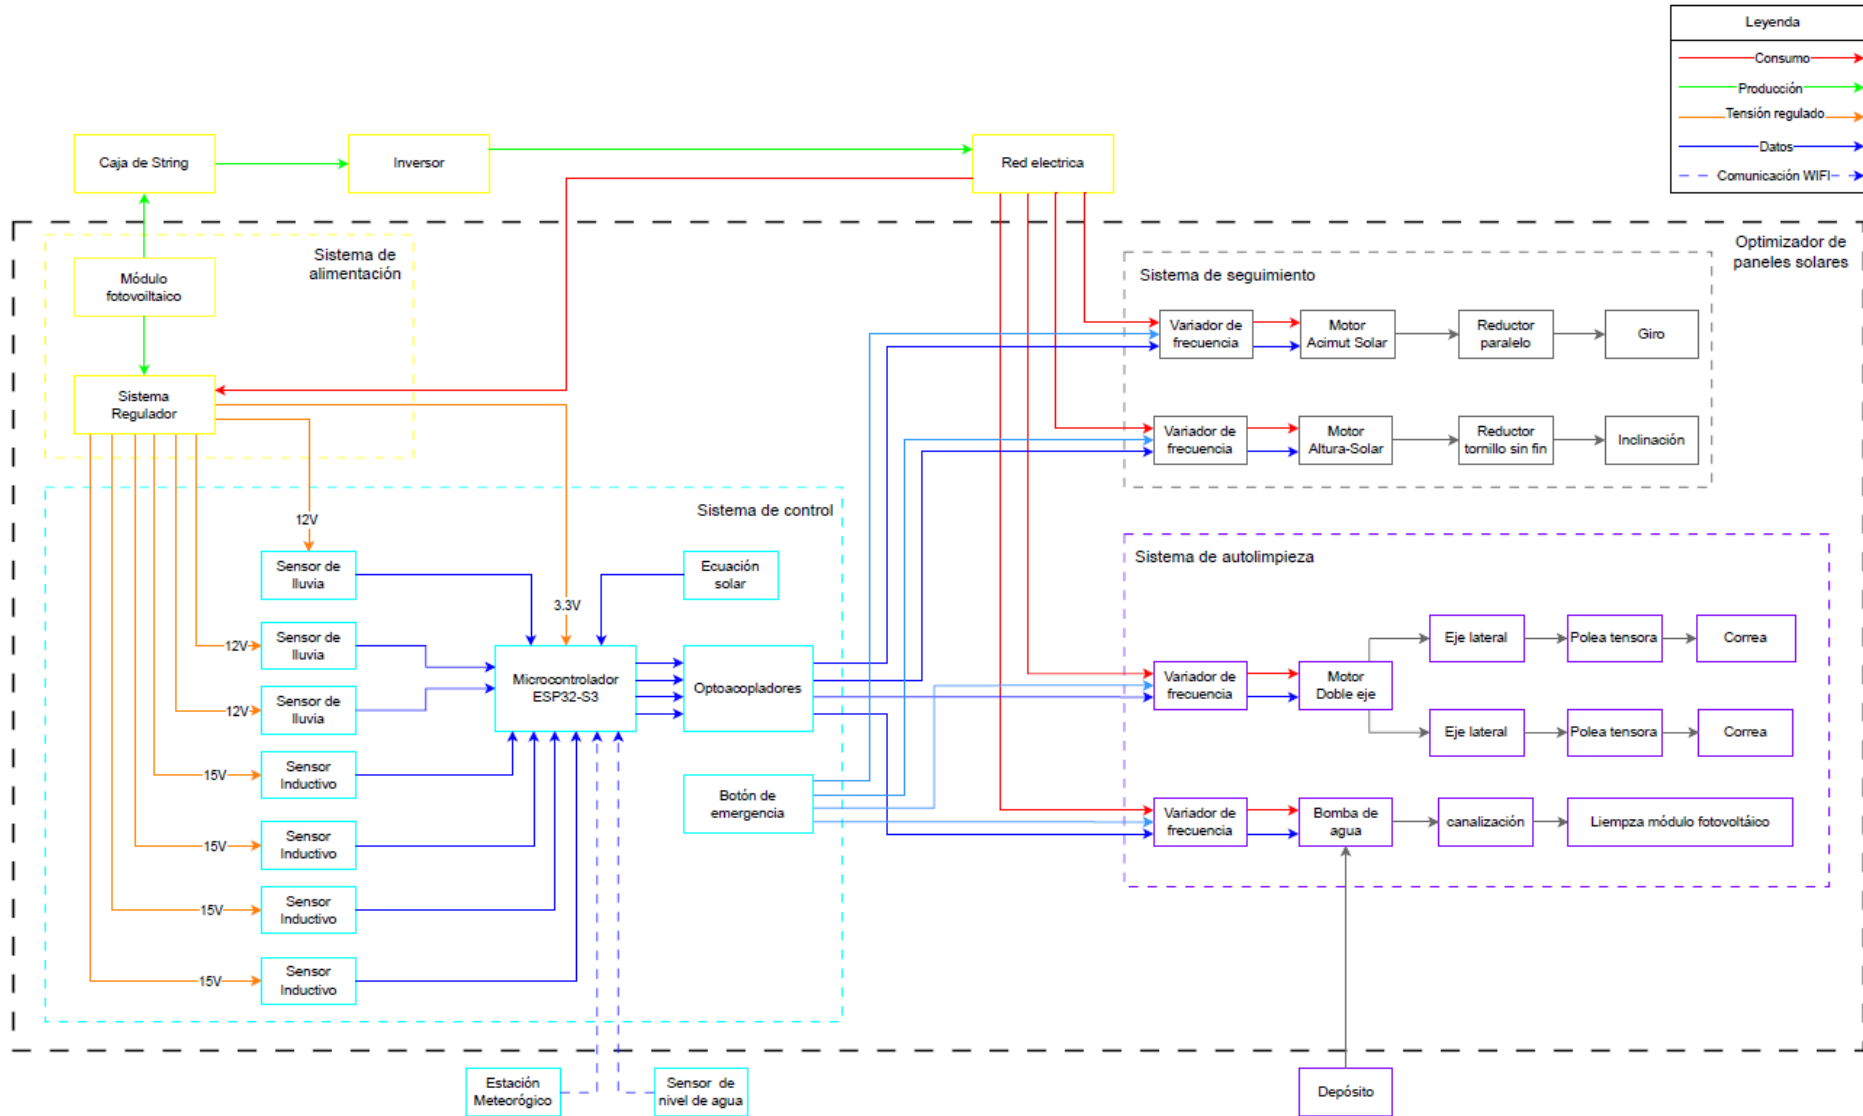 Leyenda
Consumo
Producción
Tensión regulado
Datos
Comunicación WIFI
Caja de String
Inversor
Red electrica
Optimizador de
paneles solares
Sistema de
alimentación
Módulo
fotovoiltaico
Sistema
Regulador
Sistema de seguimiento
Variador de
frecuencia
Motor
Acimut Solar
Reductor
paralelo
Giro
Variador de
frecuencia
Motor
Altura-Solar
Reductor
tornillo sin fin
Inclinación
Sistema de control
12V
Sensor de
lluvia
Ecuación
solar
3.3V
12V
Sensor de
lluvia
12V
Sensor de
lluvia
Microcontrolador
ESP32-S3
Optoacopladores
15V
Sensor
Inductivo
15V
Sensor
Inductivo
15V
Sensor
Inductivo
15V
Sensor
Inductivo
Botón de
emergencia
Sistema de autolimpieza
Variador de
frecuencia
Motor
Doble eje
Eje lateral
Polea tensora
Correa
Eje lateral
Polea tensora
Correa
Variador de
frecuencia
Bomba de
agua
canalización
Liempza módulo fotovoltáico
Estación
Meteorógico
Sensor de
nivel de agua
Depósito